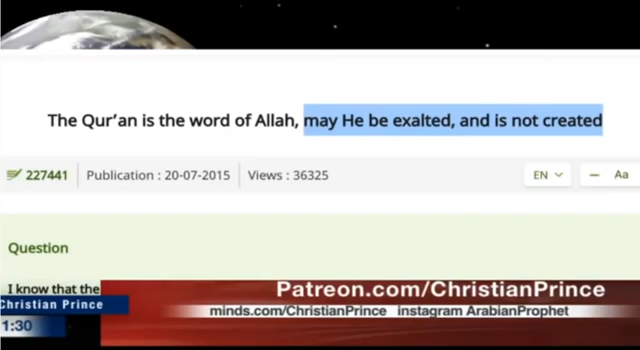 The Qur’an is the word of Allah, may He be exalted, and is not created
227441 Publication : 20-07-2015 Views : 36325 EN Aa
Question
I know that the
Patreon.com/ChristianPrince
Christian Prince
minds.com/ChristianPrince instagram ArabianProphet
1:30